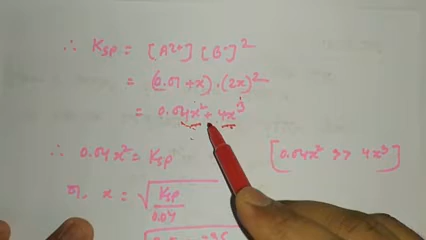 ∴ Ksp = [A²⁺] [B⁻]²
= (0.01 + x) · (2x)²
= 0.04x² + 4x³
∴ 0.04x² = Ksp [0.04x² >> 4x³]
বা, x = √(Ksp/0.04)